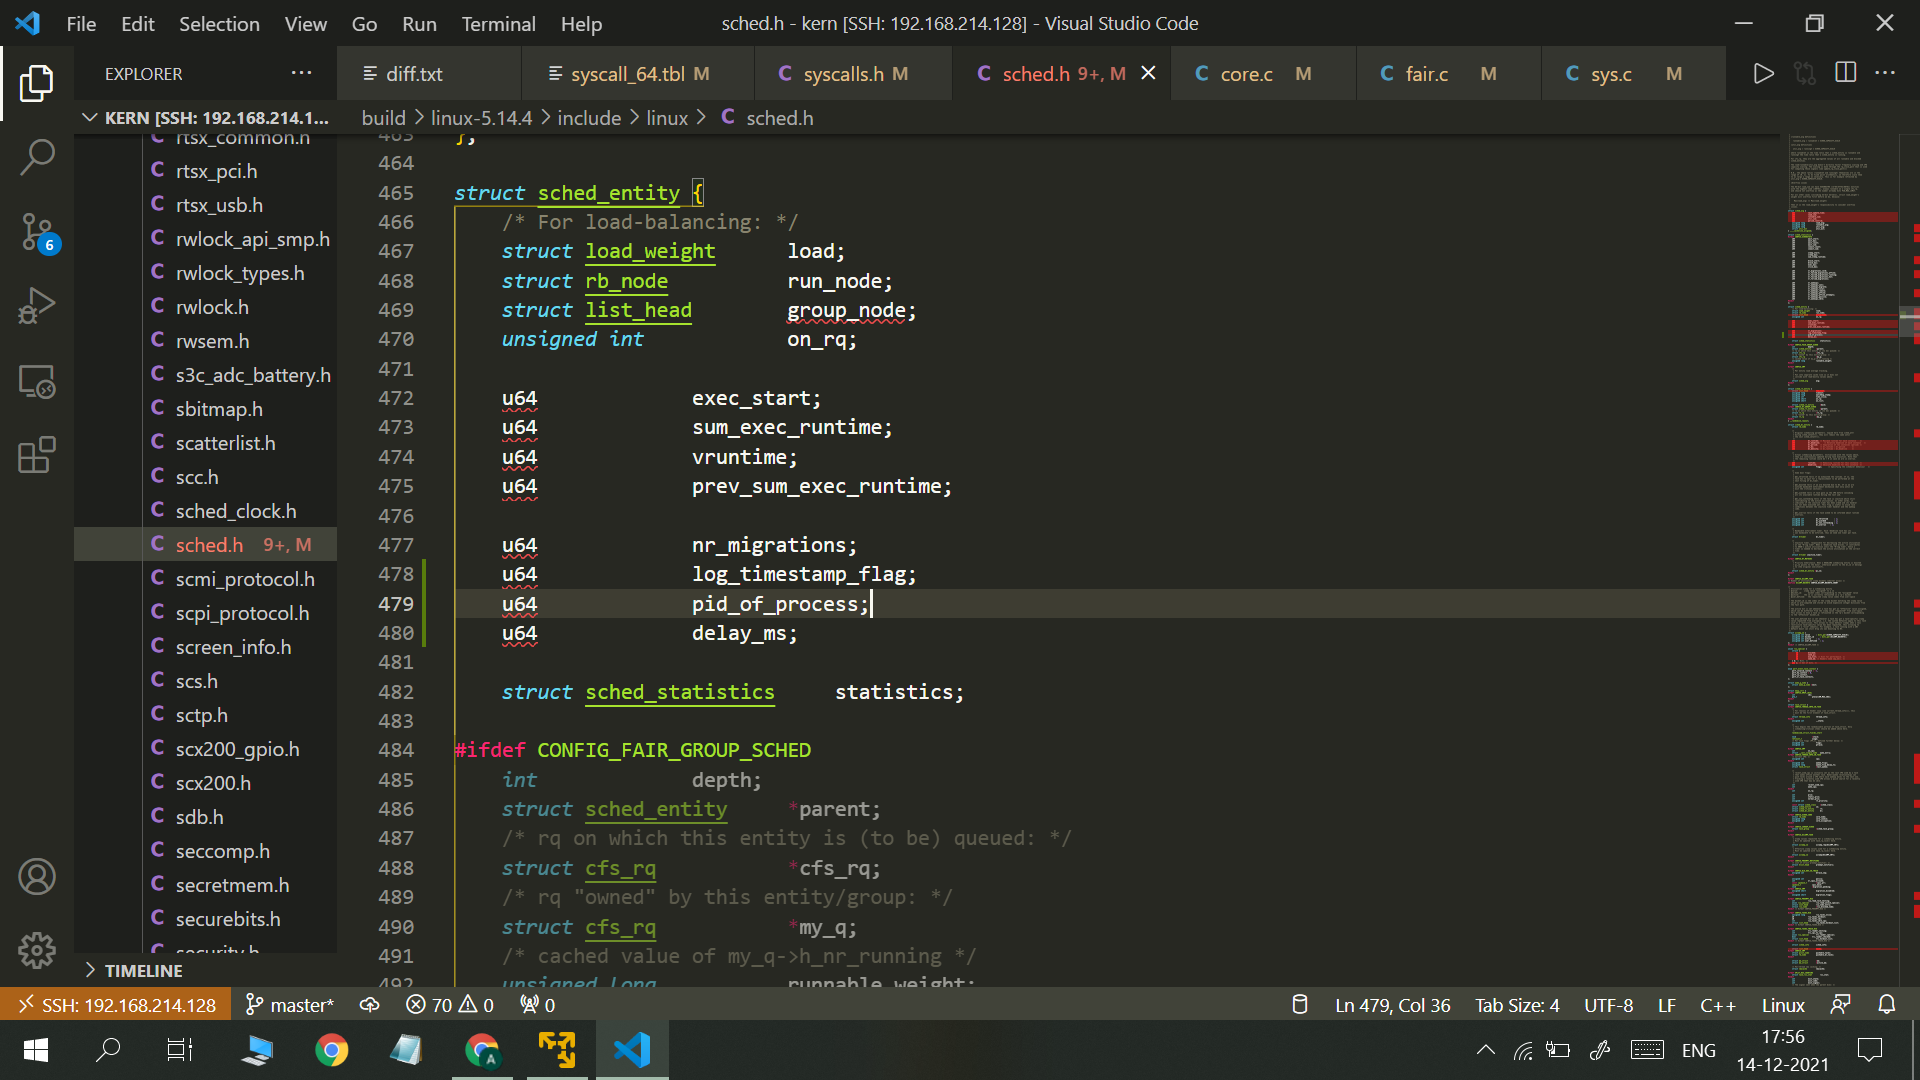 File Edit Selection View Go Run Terminal Help
sched.h - kern [SSH: 192.168.214.128] - Visual Studio Code
EXPLORER ...
diff.txt
syscall_64.tbl M
syscalls.h M
sched.h 9+, M
core.c M
fair.c M
sys.c M
KERN [SSH: 192.168.214.1...
build > linux-5.14.4 > include > linux > C sched.h
rtsx_common.h
rtsx_pci.h
rtsx_usb.h
rwlock_api_smp.h
rwlock_types.h
rwlock.h
rwsem.h
s3c_adc_battery.h
sbitmap.h
scatterlist.h
scc.h
sched_clock.h
sched.h 9+, M
scmi_protocol.h
scpi_protocol.h
screen_info.h
scs.h
sctp.h
scx200_gpio.h
scx200.h
sdb.h
seccomp.h
secretmem.h
securebits.h
security.h
TIMELINE
6
463 };
464
465 struct sched_entity {
466 /* For load-balancing: */
467 struct load_weight load;
468 struct rb_node run_node;
469 struct list_head group_node;
470 unsigned int on_rq;
471
472 u64 exec_start;
473 u64 sum_exec_runtime;
474 u64 vruntime;
475 u64 prev_sum_exec_runtime;
476
477 u64 nr_migrations;
478 u64 log_timestamp_flag;
479 u64 pid_of_process;
480 u64 delay_ms;
481
482 struct sched_statistics statistics;
483
484 #ifdef CONFIG_FAIR_GROUP_SCHED
485 int depth;
486 struct sched_entity *parent;
487 /* rq on which this entity is (to be) queued: */
488 struct cfs_rq *cfs_rq;
489 /* rq "owned" by this entity/group: */
490 struct cfs_rq *my_q;
491 /* cached value of my_q->h_nr_running */
492 unsigned long runnable_weight;
SSH: 192.168.214.128 master* 70 0 0
Ln 479, Col 36 Tab Size: 4 UTF-8 LF C++ Linux
A
ENG
17:56
14-12-2021